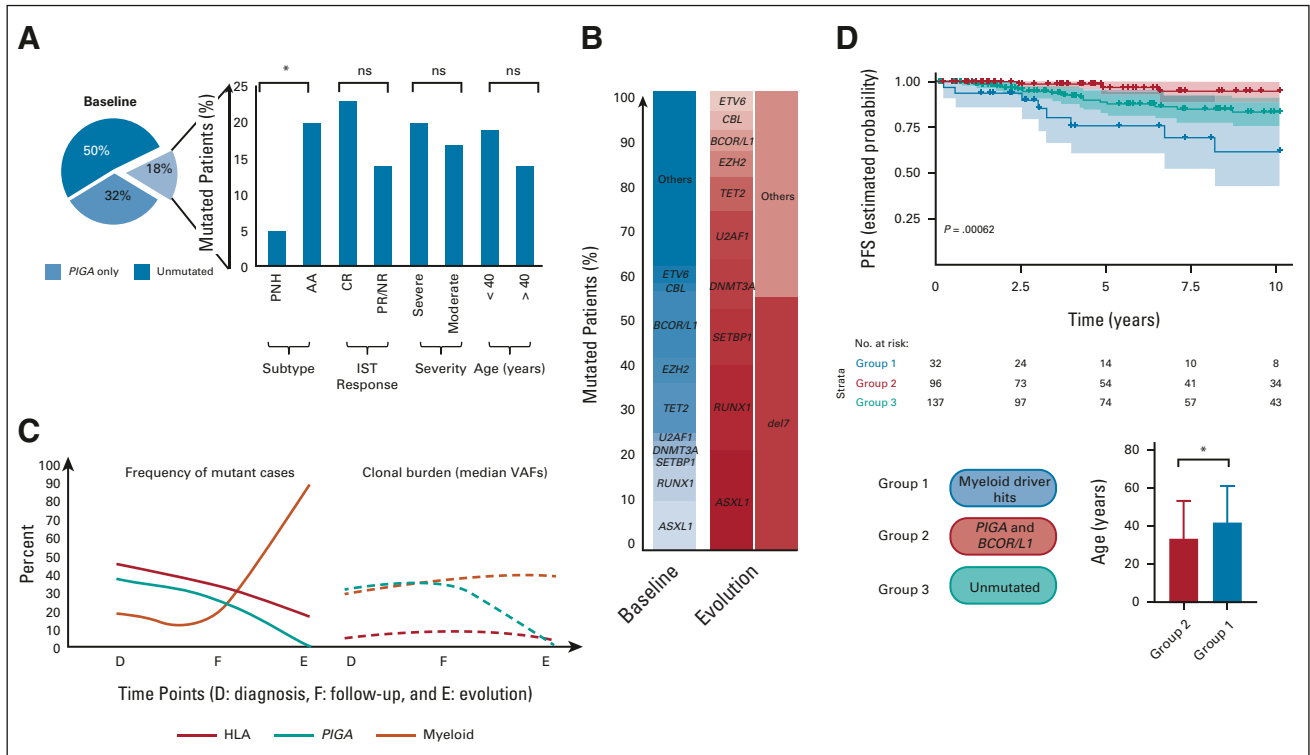 A
Baseline
50%
18%
32%
PIGA only
Unmutated
Mutated Patients (%)
25
20
15
10
5
0
*
ns
ns
ns
PNH
AA
CR
PR/NR
Severe
Moderate
< 40
> 40
Subtype
IST
Response
Severity
Age (years)
B
Mutated Patients (%)
100
90
80
70
60
50
40
30
20
10
0
Others
ETV6
CBL
BCOR/L1
EZH2
TET2
U2AF1
DNMT3A
SETBP1
RUNX1
ASXL1
ETV6
CBL
BCOR/L1
EZH2
TET2
U2AF1
DNMT3A
SETBP1
RUNX1
ASXL1
Others
del7
Baseline
Evolution
C
Percent
100
90
80
70
60
50
40
30
20
10
0
Frequency of mutant cases
Clonal burden (median VAFs)
D F E D F E
Time Points (D: diagnosis, F: follow-up, and E: evolution)
HLA PIGA Myeloid
D
PFS (estimated probability)
1.00
0.75
0.50
0.25
P = .00062
0 2.5 5 7.5 10
Time (years)
No. at risk:
Strata
Group 1 32 24 14 10 8
Group 2 96 73 54 41 34
Group 3 137 97 74 57 43
Group 1
Myeloid driver
hits
Group 2
PIGA and
BCOR/L1
Group 3
Unmutated
Age (years)
80
60
40
20
0
*
Group 2
Group 1